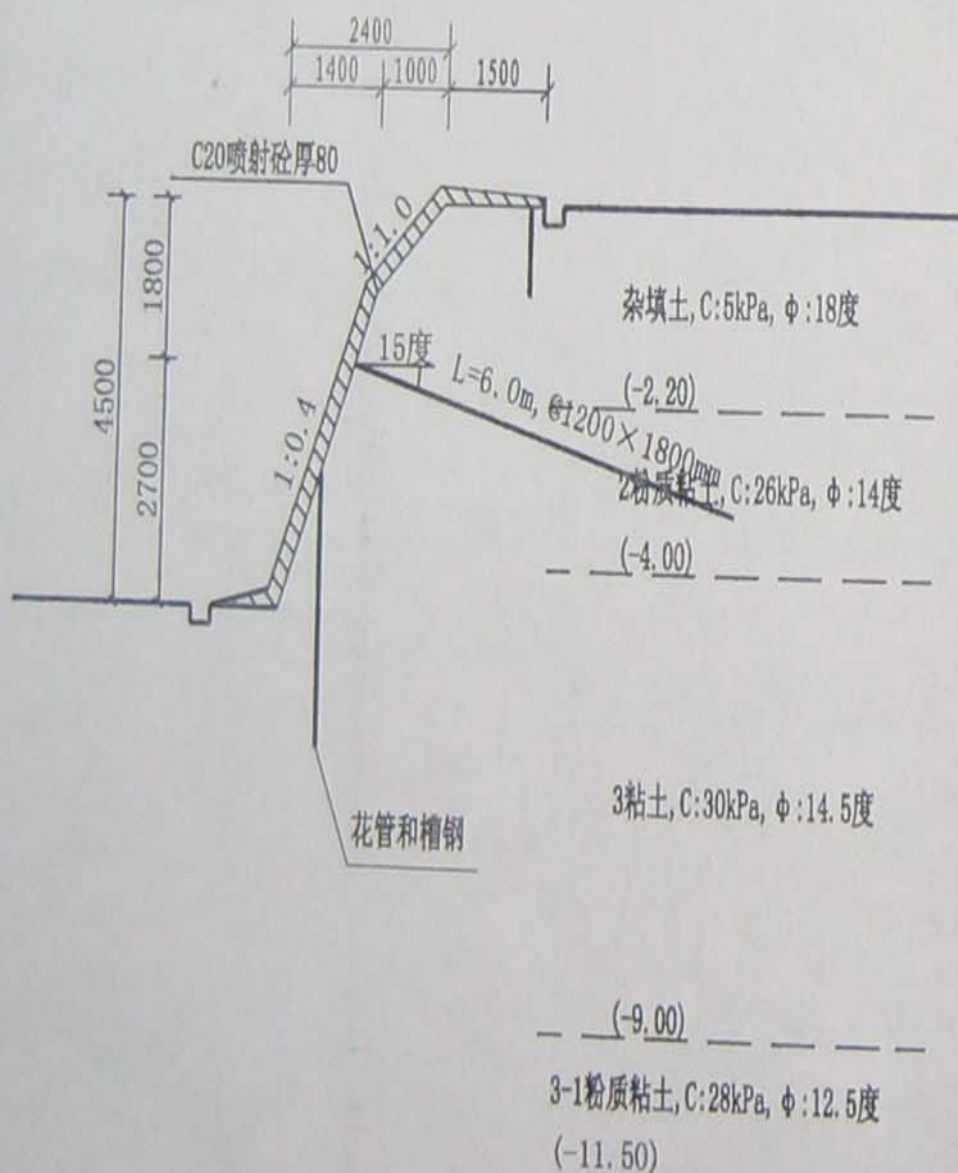 2400
1400 1000 1500
C20喷射砼厚80
1:1.0
1800
4500
2700
1:0.4
15度
L=6.0m, @1200×1800mm
杂填土, C:5kPa, φ:18度
(-2.20)
2粉质粘土, C:26kPa, φ:14度
(-4.00)
3粘土, C:30kPa, φ:14.5度
花管和槽钢
(-9.00)
3-1粉质粘土, C:28kPa, φ:12.5度
(-11.50)